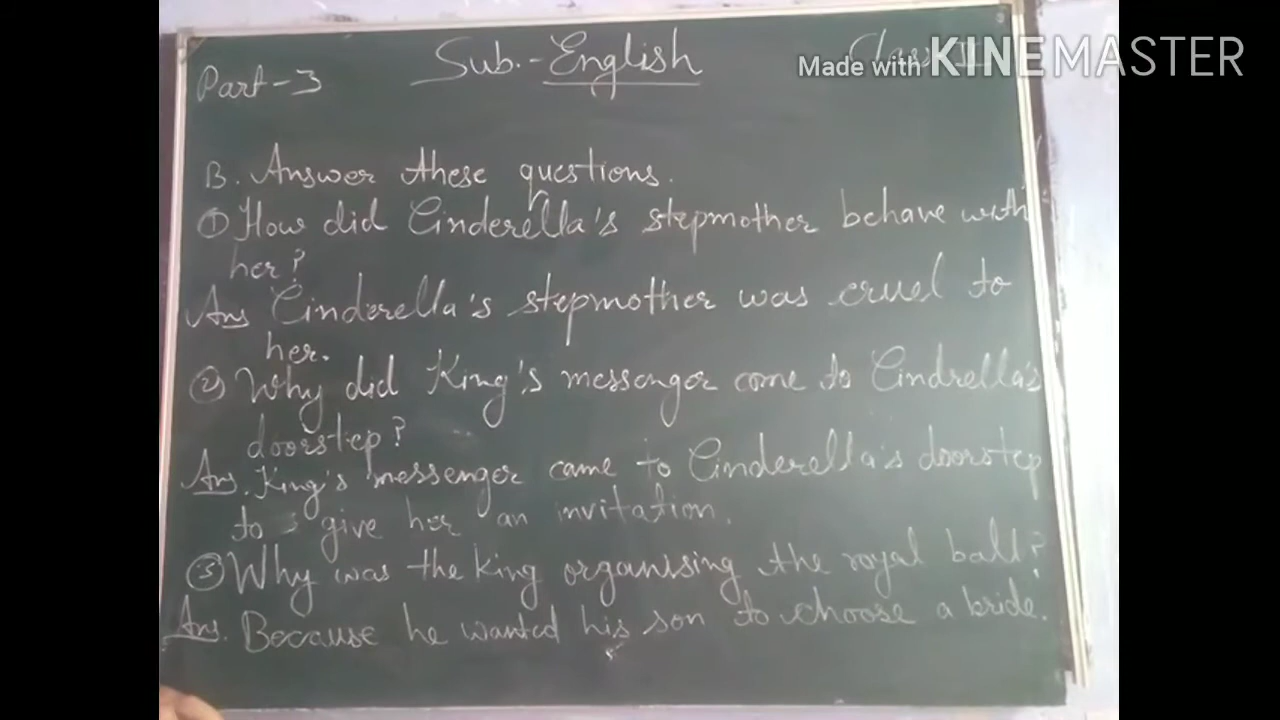 Sub.-English
Class
Made with KINEMASTER
Part-3
B. Answer these questions.
① How did Cinderella's stepmother behave with
her?
Ans Cinderella's stepmother was cruel to
her.
② Why did King's messenger come to Cindrella's
doorstep?
Ans. King's messenger came to Cinderella's doorstep
to give her an invitation.
③ Why was the king organising the royal ball?
Ans. Because he wanted his son to choose a bride.